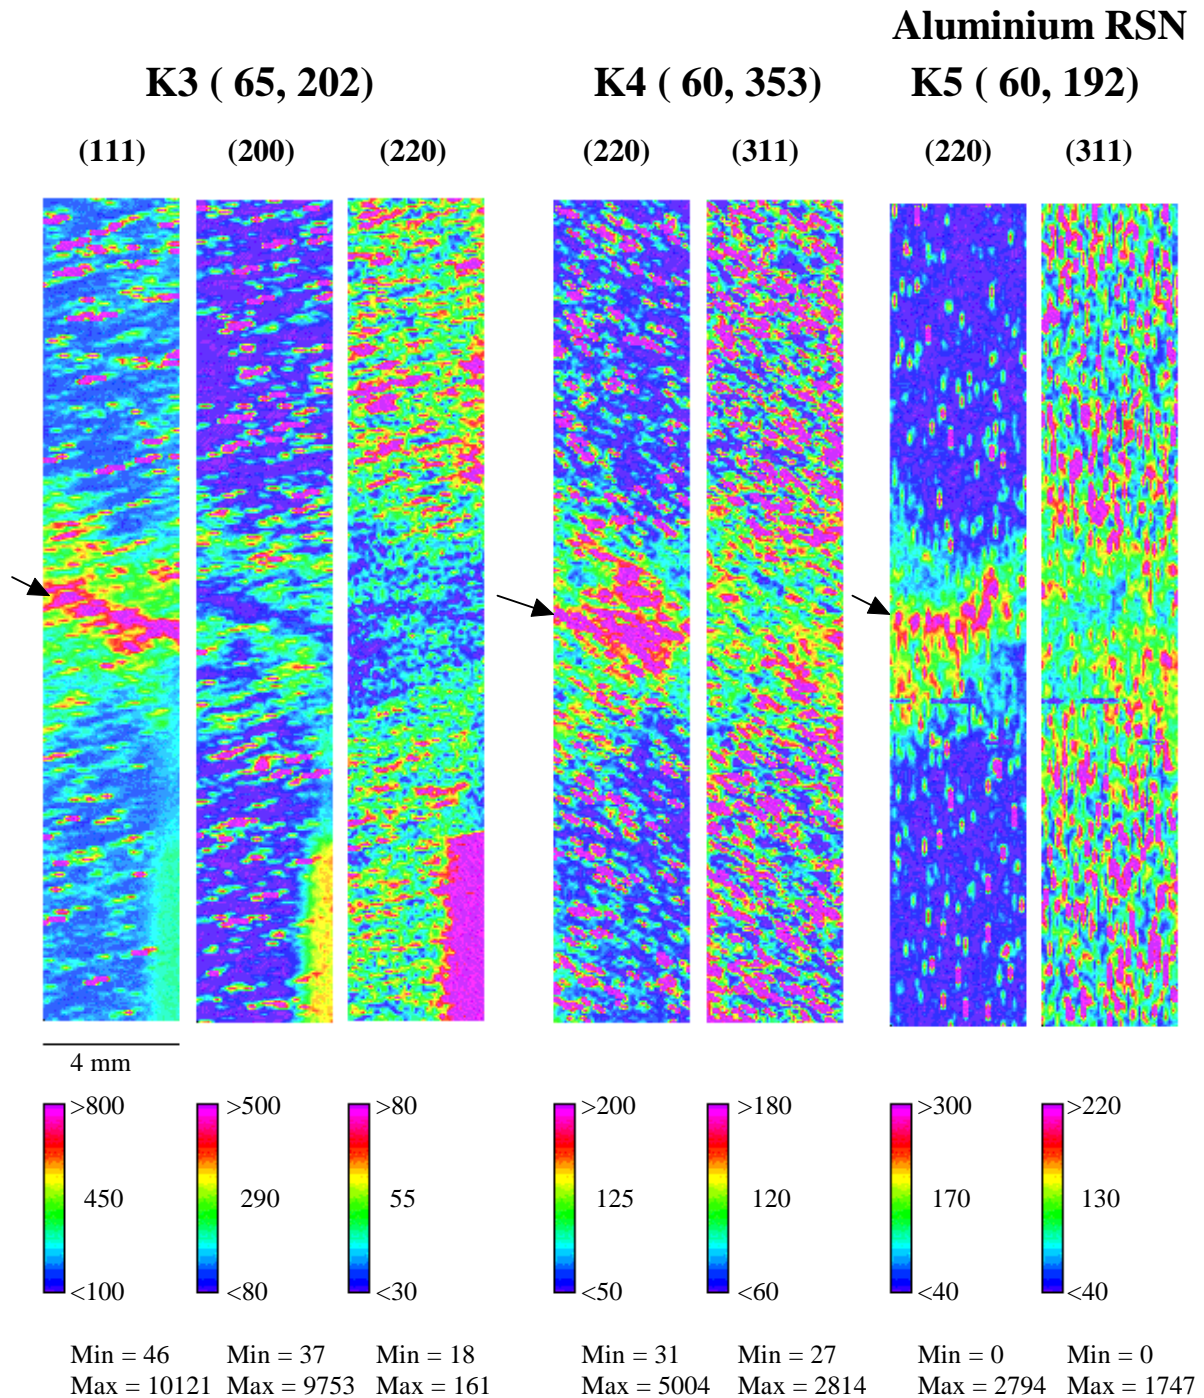 Aluminium RSN
K3 ( 65, 202) K4 ( 60, 353) K5 ( 60, 192)
(111) (200) (220) (220) (311) (220) (311)
4 mm
>800 >500 >80 >200 >180 >300 >220
450 290 55 125 120 170 130
<100 <80 <30 <50 <60 <40 <40
Min = 46 Min = 37 Min = 18 Min = 31 Min = 27 Min = 0 Min = 0
Max = 10121 Max = 9753 Max = 161 Max = 5004 Max = 2814 Max = 2794 Max = 1747